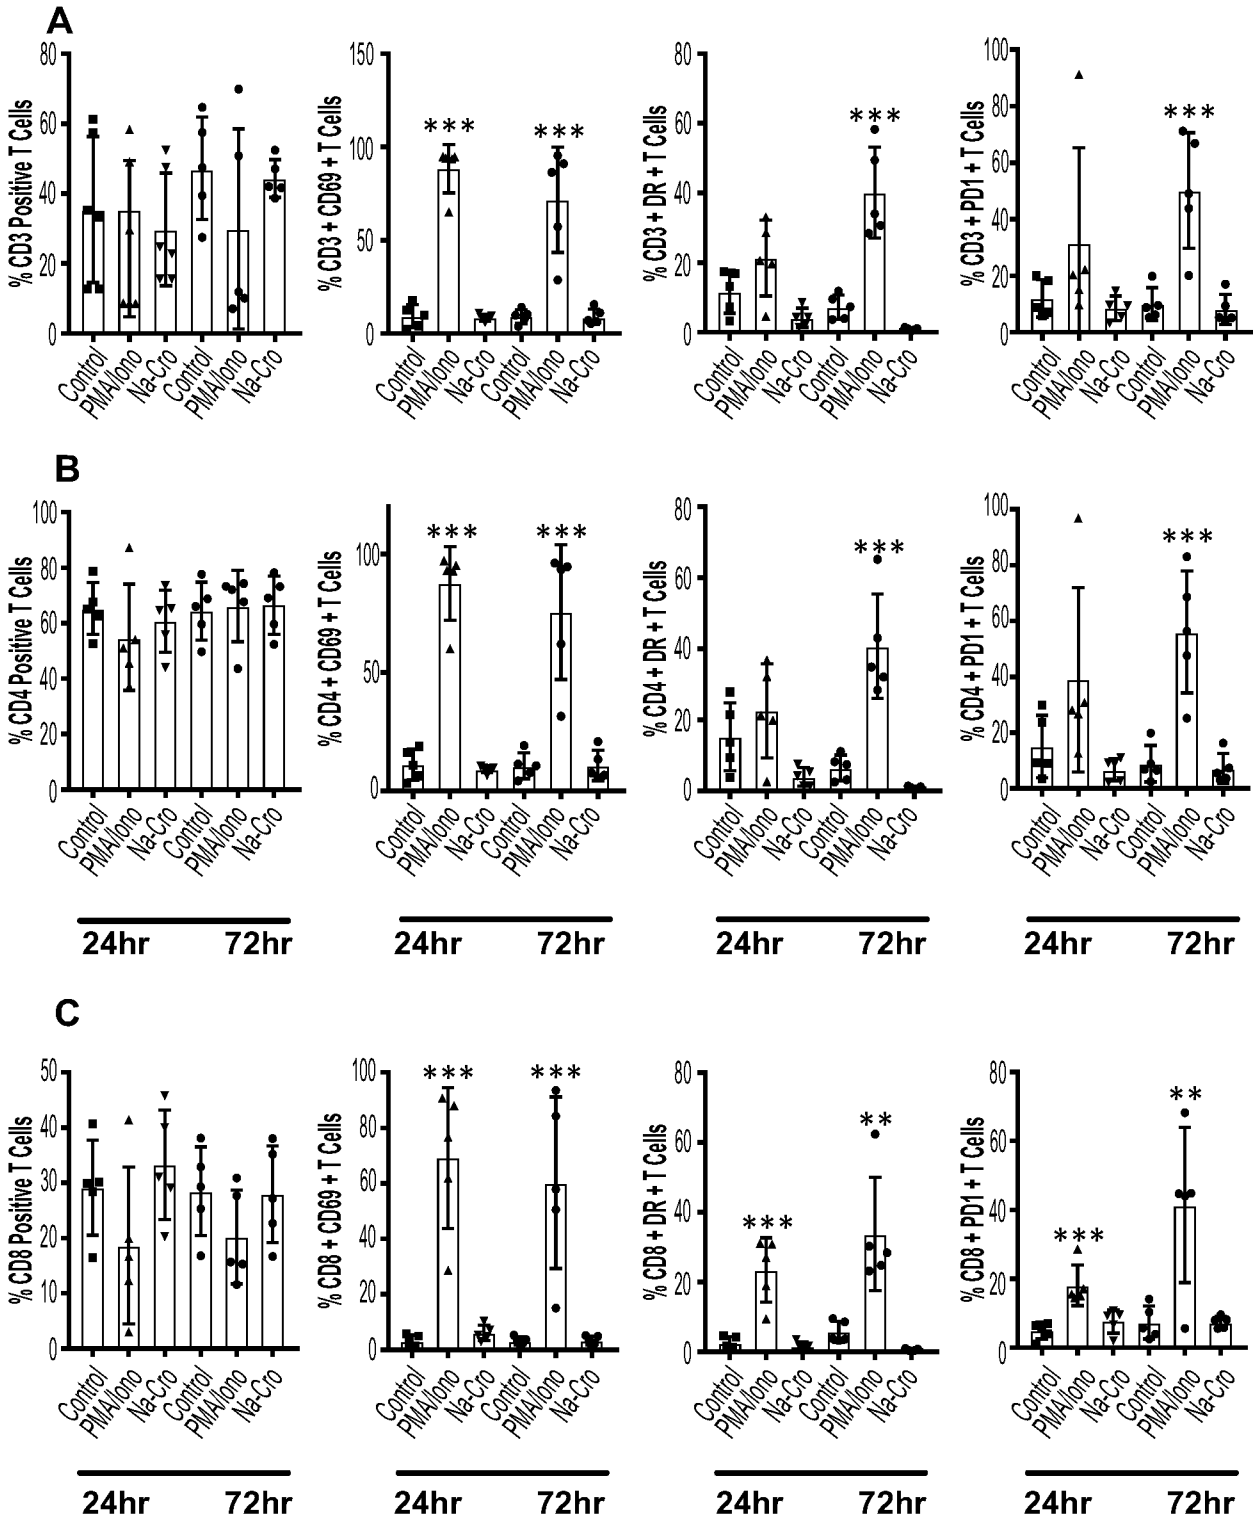 A
% CD3 Positive T Cells
80
60
40
20
0
Control
PMA/Iono
Na-Cro
Control
PMA/Iono
Na-Cro
% CD3 + CD69 + T Cells
150
100
50
0
***
***
Control
PMA/Iono
Na-Cro
Control
PMA/Iono
Na-Cro
% CD3 + DR + T Cells
80
60
40
20
0
***
Control
PMA/Iono
Na-Cro
Control
PMA/Iono
Na-Cro
% CD3 + PD1 + T Cells
100
80
60
40
20
0
***
Control
PMA/Iono
Na-Cro
Control
PMA/Iono
Na-Cro
B
% CD4 Positive T Cells
100
80
60
40
20
0
Control
PMA/Iono
Na-Cro
Control
PMA/Iono
Na-Cro
24hr 72hr
% CD4 + CD69 + T Cells
100
50
0
***
***
Control
PMA/Iono
Na-Cro
Control
PMA/Iono
Na-Cro
24hr 72hr
% CD4 + DR + T Cells
80
60
40
20
0
***
Control
PMA/Iono
Na-Cro
Control
PMA/Iono
Na-Cro
24hr 72hr
% CD4 + PD1 + T Cells
100
80
60
40
20
0
***
Control
PMA/Iono
Na-Cro
Control
PMA/Iono
Na-Cro
24hr 72hr
C
% CD8 Positive T Cells
50
40
30
20
10
0
Control
PMA/Iono
Na-Cro
Control
PMA/Iono
Na-Cro
24hr 72hr
% CD8 + CD69 + T Cells
100
80
60
40
20
0
***
***
Control
PMA/Iono
Na-Cro
Control
PMA/Iono
Na-Cro
24hr 72hr
% CD8 + DR + T Cells
80
60
40
20
0
***
**
Control
PMA/Iono
Na-Cro
Control
PMA/Iono
Na-Cro
24hr 72hr
% CD8 + PD1 + T Cells
80
60
40
20
0
***
**
Control
PMA/Iono
Na-Cro
Control
PMA/Iono
Na-Cro
24hr 72hr